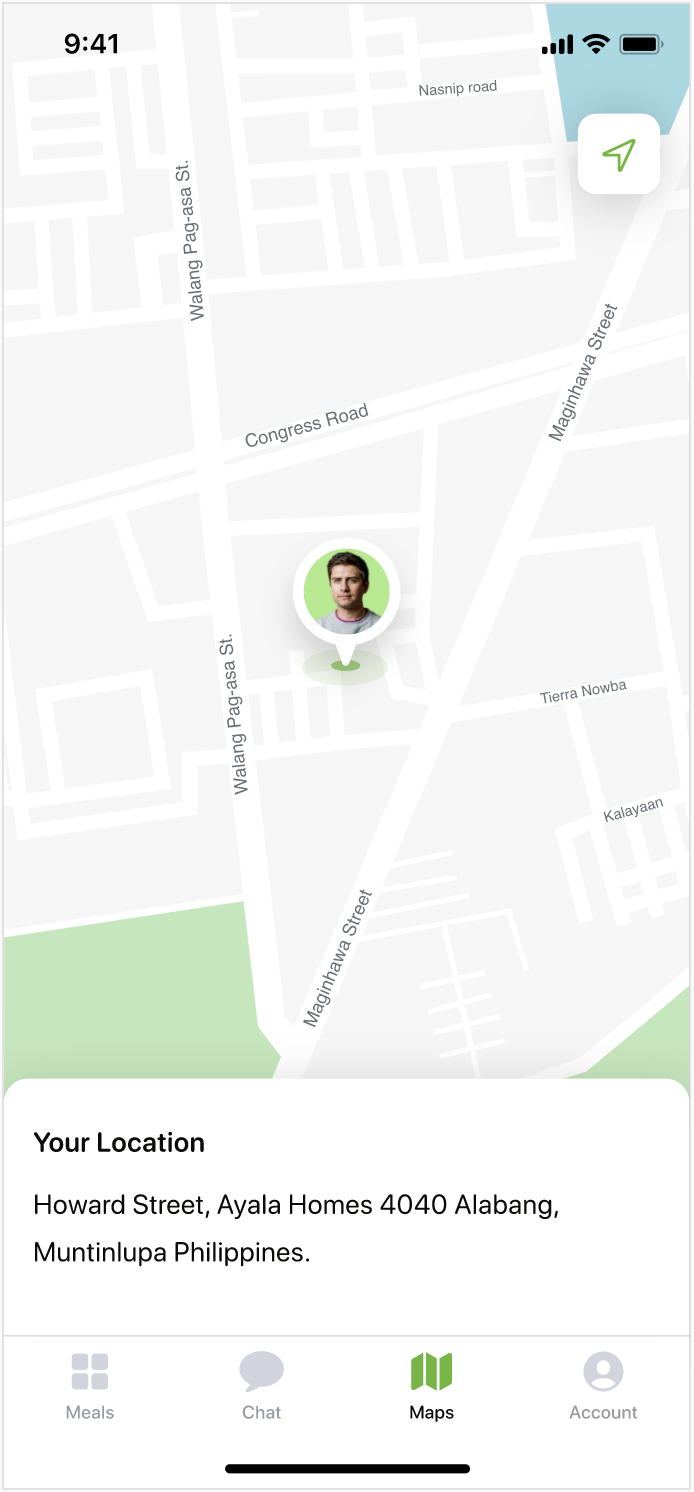 9:41
Nasnip road
Walang Pag-asa St.
Maginhawa Street
Congress Road
Walang Pag-asa St.
Tierra Nowba
Kalayaan
Maginhawa Street
Your Location
Howard Street, Ayala Homes 4040 Alabang,
Muntinlupa Philippines.
Meals
Chat
Maps
Account